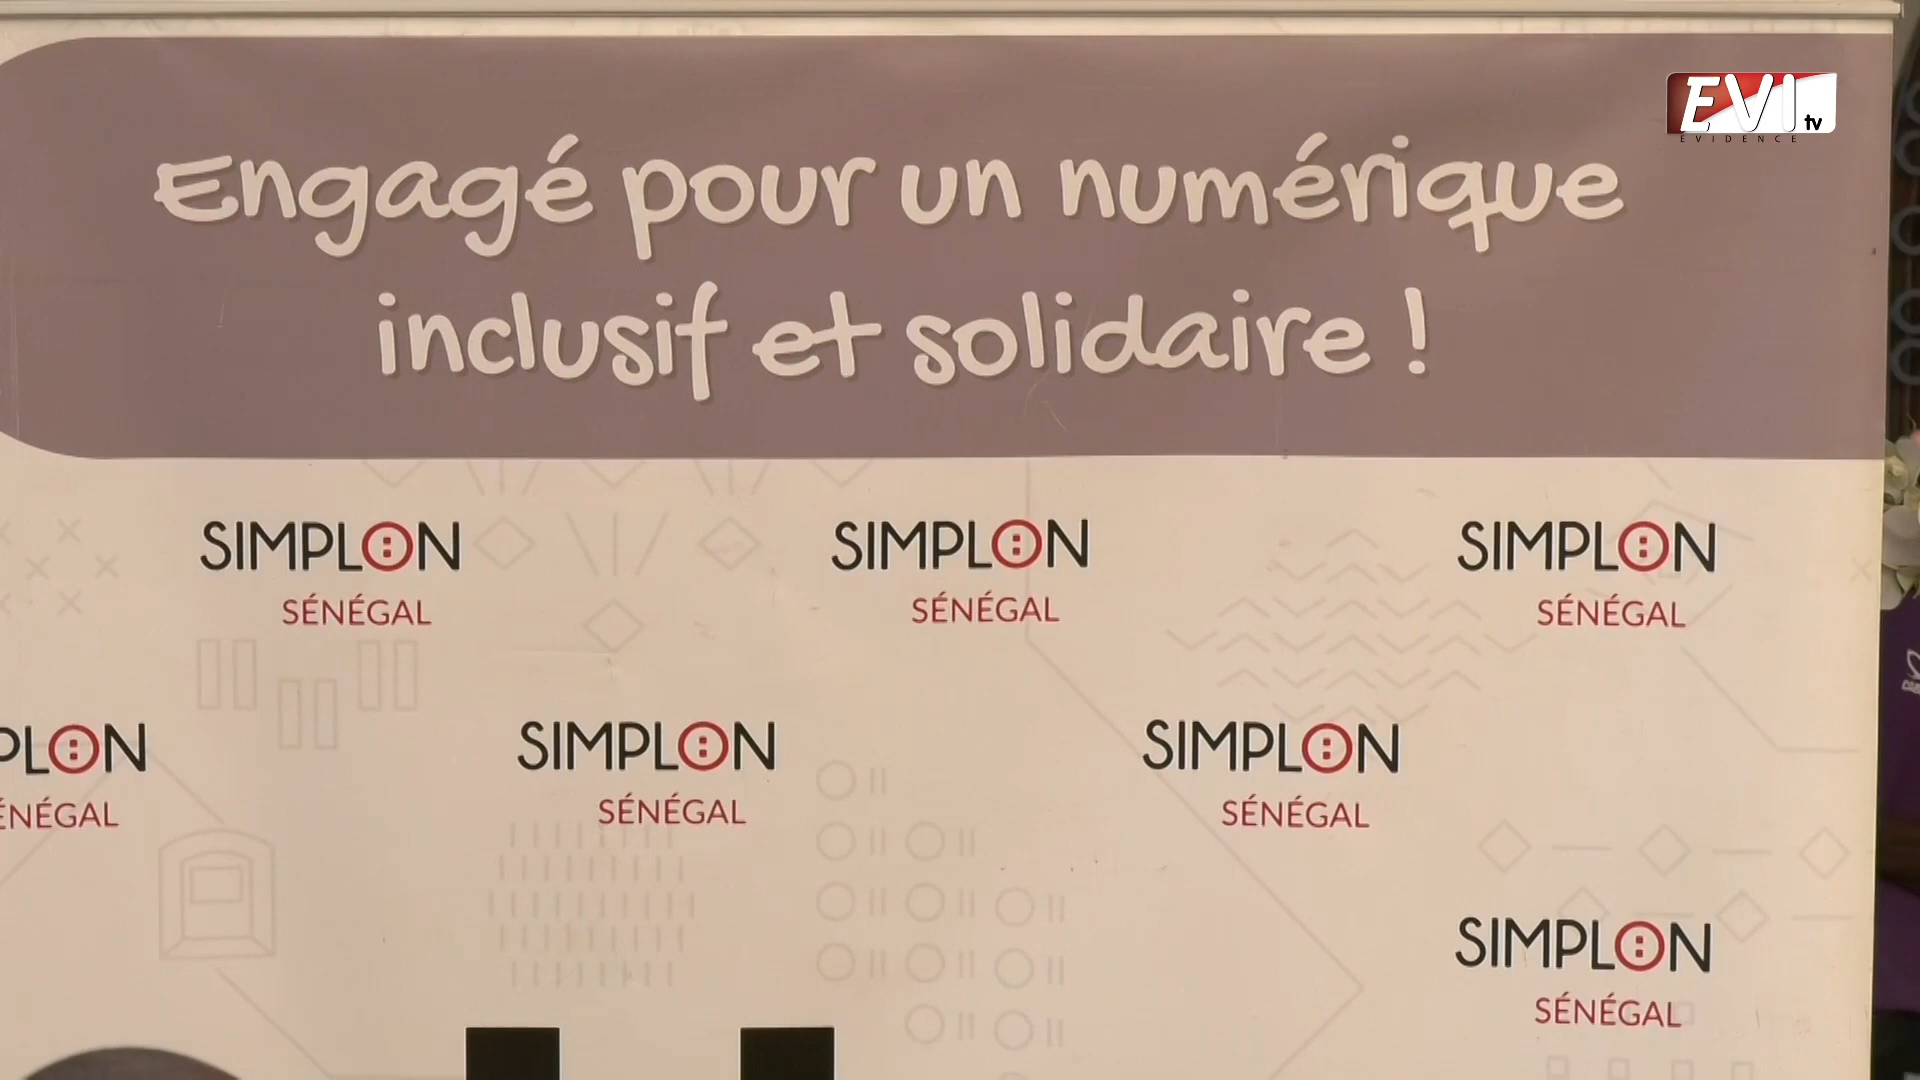 EVI tv
EVIDENCE
Engagé pour un numérique
inclusif et solidaire !
SIMPLON
SÉNÉGAL
SIMPLON
SÉNÉGAL
SIMPLON
SÉNÉGAL
PLON
ÉNÉGAL
SIMPLON
SÉNÉGAL
SIMPLON
SÉNÉGAL
SIMPLON
SÉNÉGAL